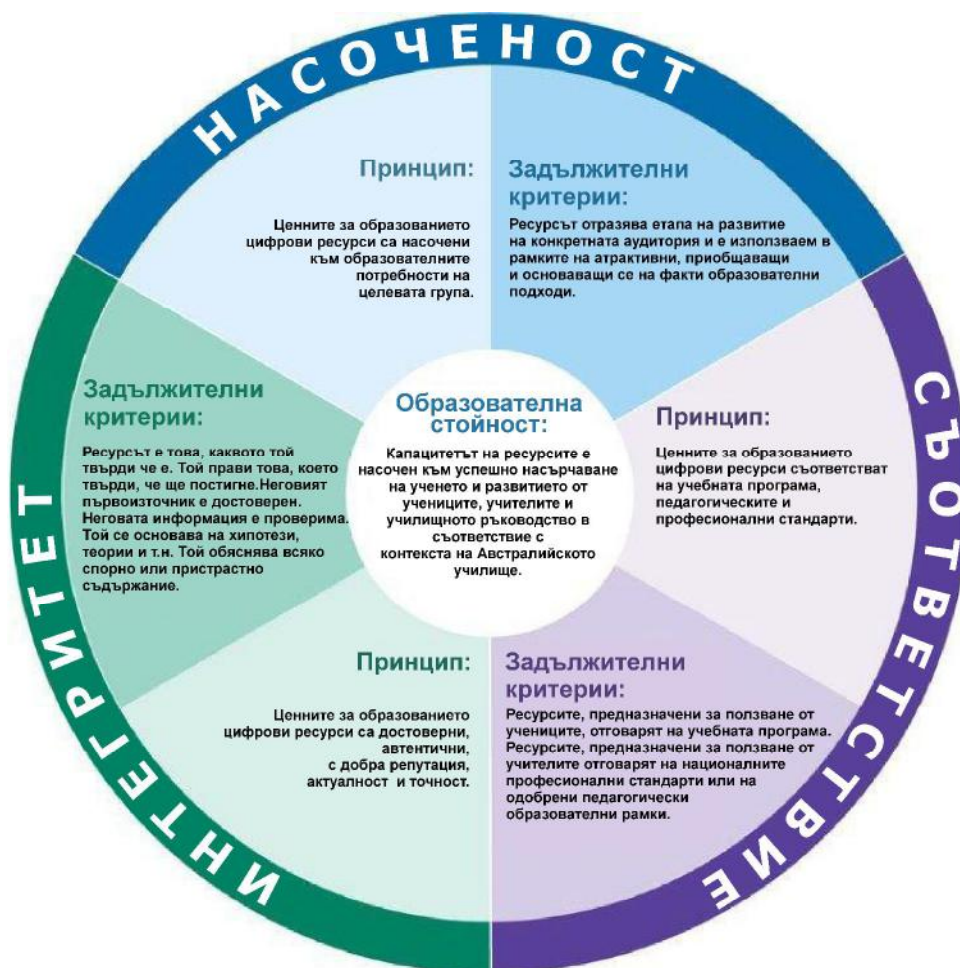 НАСОЧЕНОСТ
Принцип:
Ценните за образованието
цифрови ресурси са насочени
към образователните
потребности на
целевата група.
Задължителни
критерии:
Ресурсът отразява етапа на развитие
на конкретната аудитория и е използваем в
рамките на атрактивни, приобщаващи
и основаващи се на факти образователни
подходи.
СЪОТВЕТСТВИЕ
Принцип:
Ценните за образованието
цифрови ресурси съответстват
на учебната програма,
педагогическите и
професионални стандарти.
Задължителни
критерии:
Ресурсите, предназначени за ползване от
учениците, отговарят на учебната програма.
Ресурсите, предназначени за ползване от
учителите отговарят на националните
професионални стандарти или на
одобрени педагогически
образователни рамки.
ИНТЕГРИТЕТ
Принцип:
Ценните за образованието
цифрови ресурси са достоверни,
автентични,
с добра репутация,
актуалност и точност.
Задължителни
критерии:
Ресурсът е това, каквото той
твърди че е. Той прави това, което
твърди, че ще постигне.Неговият
първоизточник е достоверен.
Неговата информация е проверима.
Той се основава на хипотези,
теории и т.н. Той обяснява всяко
спорно или пристрастно
съдържание.
Образователна
стойност:
Капацитетът на ресурсите е
насочен към успешно насърчаване
на ученето и развитието от
учениците, учителите и
училищното ръководство в
съответствие с
контекста на Австралийското
училище.